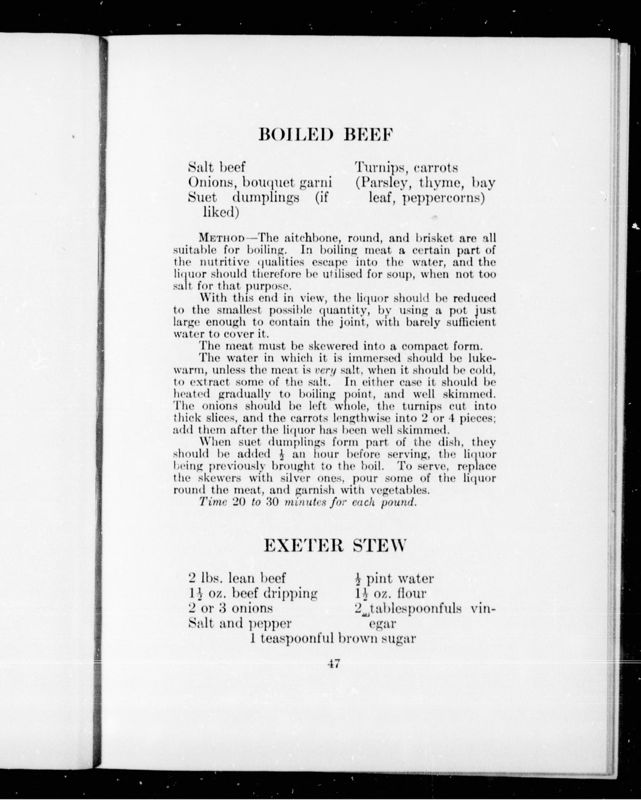 BOILED BEEF
Salt beef
Onions, bouquet garni
Suet dumplings (if
liked)
Turnips, carrots
(Parsley, thyme, bay
leaf, peppercorns)
METHOD—The aitchbone, round, and brisket are all
suitable for boiling. In boiling meat a certain part of
the nutritive qualities escape into the water, and the
liquor should therefore be utilised for soup, when not too
salt for that purpose.
With this end in view, the liquor should be reduced
to the smallest possible quantity, by using a pot just
large enough to contain the joint, with barely sufficient
water to cover it.
The meat must be skewered into a compact form.
The water in which it is immersed should be luke-
warm, unless the meat is very salt, when it should be cold,
to extract some of the salt. In either case it should be
heated gradually to boiling point, and well skimmed.
The onions should be left whole, the turnips cut into
thick slices, and the carrots lengthwise into 2 or 4 pieces;
add them after the liquor has been well skimmed.
When suet dumplings form part of the dish, they
should be added ½ an hour before serving, the liquor
being previously brought to the boil. To serve, replace
the skewers with silver ones, pour some of the liquor
round the meat, and garnish with vegetables.
Time 20 to 30 minutes for each pound.
EXETER STEW
2 lbs. lean beef
1½ oz. beef dripping
2 or 3 onions
Salt and pepper
½ pint water
1½ oz. flour
2 tablespoonfuls vin-
egar
1 teaspoonful brown sugar
47